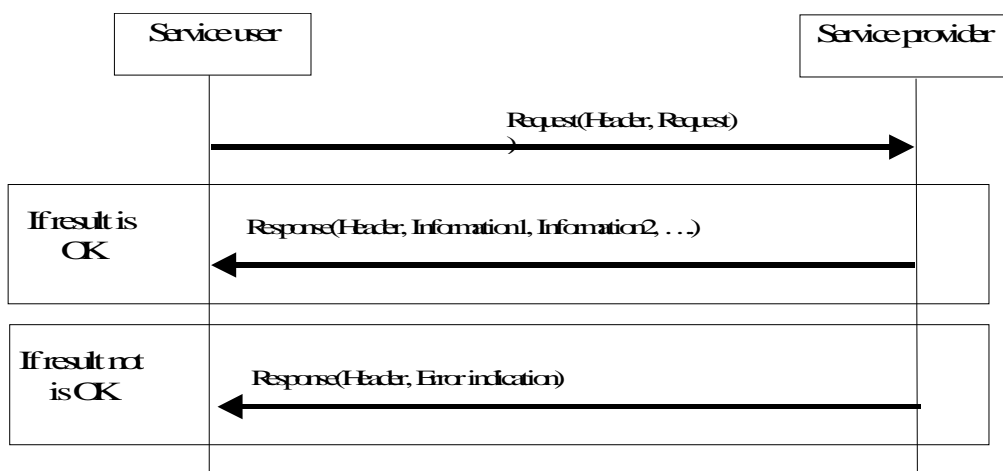 Service user
Service provider
Request(Header, Request)
)
If result is
OK
Response(Header, Information1, Information2, ….)
If result not
is OK
Response(Header, Error indication)